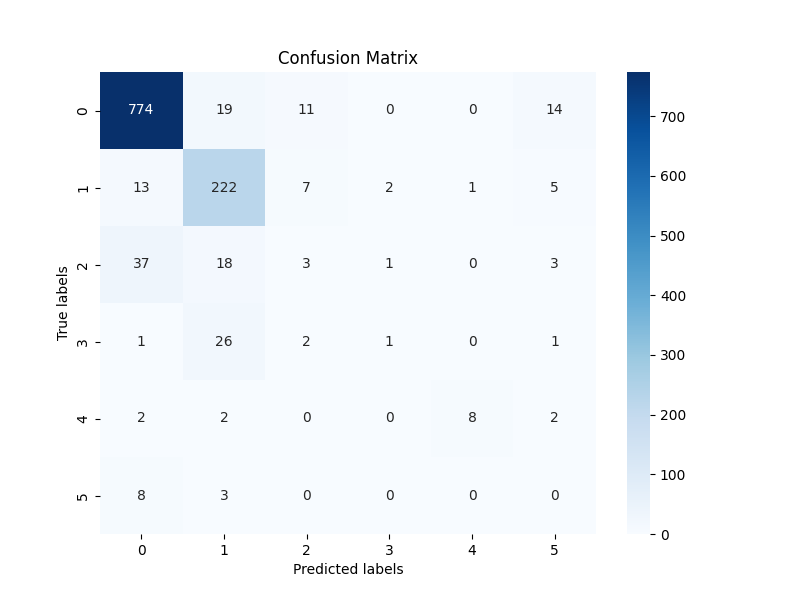 Confusion Matrix
0 774 19 11 0 0 14
1 13 222 7 2 1 5
2 37 18 3 1 0 3
3 1 26 2 1 0 1
4 2 2 0 0 8 2
5 8 3 0 0 0 0
0 1 2 3 4 5
True labels
Predicted labels
700
600
500
400
300
200
100
0